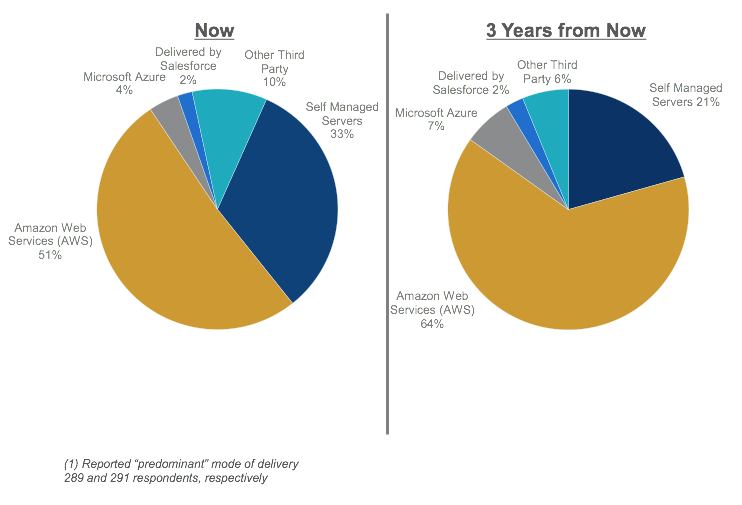 Now
Delivered by
Salesforce
2%
Other Third
Party
10%
Microsoft Azure
4%
Self Managed
Servers
33%
Amazon Web
Services (AWS)
51%
3 Years from Now
Other Third
Party 6%
Delivered by
Salesforce 2%
Self Managed
Servers 21%
Microsoft Azure
7%
Amazon Web
Services (AWS)
64%
(1) Reported “predominant” mode of delivery
289 and 291 respondents, respectively